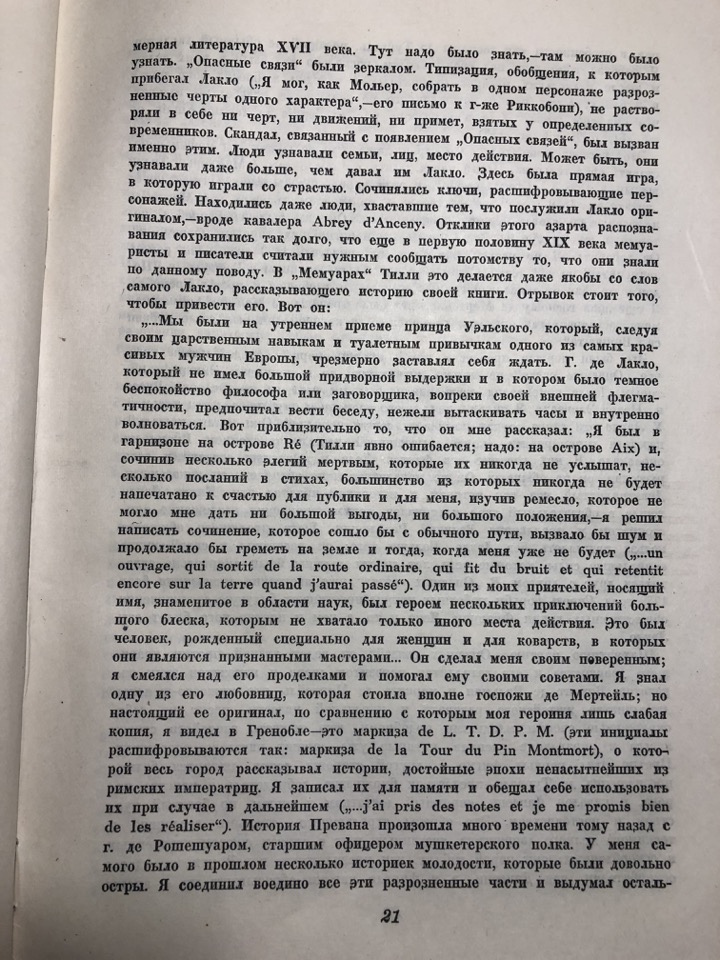 мерная литература XVII века. Тут надо было знать,—там можно было
узнать. „Опасные связи“ были зеркалом. Типизация, обобщения, к которым
прибегал Лакло („Я мог, как Мольер, собрать в одном персонаже разроз-
ненные черты одного характера“,—его письмо к г-же Риккобони), не раство-
ряли в себе ни черт, ни движений, ни примет, взятых у определенных со-
временников. Скандал, связанный с появлением „Опасных связей“, был вызван
именно этим. Люди узнавали семьи, лиц, место действия. Может быть, они
узнавали даже больше, чем давал им Лакло. Здесь была прямая игра,
в которую играли со страстью. Сочинялись ключи, расшифровывающие пер-
сонажей. Находились даже люди, хваставшие тем, что послужили Лакло ори-
гиналом,—вроде кавалера Abrey d’Anceny. Отклики этого азарта распозна-
вания сохранились так долго, что еще в первую половину XIX века мемуа-
ристы и писатели считали нужным сообщать потомству то, что они знали
по данному поводу. В „Мемуарах“ Тилли это делается даже якобы со слов
самого Лакло, рассказывающего историю своей книги. Отрывок стоит того,
чтобы привести его. Вот он:
„...Мы были на утреннем приеме принца Уэльского, который, следуя
своим царственным навыкам и туалетным привычкам одного из самых кра-
сивых мужчин Европы, чрезмерно заставлял себя ждать. Г. де Лакло,
который не имел большой придворной выдержки и в котором было темное
беспокойство философа или заговорщика, вопреки своей внешней флегма-
тичности, предпочитал вести беседу, нежели вытаскивать часы и внутренно
волноваться. Вот приблизительно то, что он мне рассказал: „Я был в
гарнизоне на острове Ré (Тилли явно ошибается; надо: на острове Aix) и,
сочинив несколько элегий мертвым, которые их никогда не услышат, не-
сколько посланий в стихах, большинство из которых никогда не будет
напечатано к счастью для публики и для меня, изучив ремесло, которое не
могло мне дать ни большой выгоды, ни большого положения,—я решил
написать сочинение, которое сошло бы с обычного пути, вызвало бы шум и
продолжало бы греметь на земле и тогда, когда меня уже не будет („...un
ouvrage, qui sortit de la route ordinaire, qui fit du bruit et qui retentit
encore sur la terre quand j’aurai passé“). Один из моих приятелей, носящий
имя, знаменитое в области наук, был героем нескольких приключений боль-
шого блеска, которым не хватало только иного места действия. Это был
человек, рожденный специально для женщин и для коварств, в которых
они являются признанными мастерами... Он сделал меня своим поверенным;
я смеялся над его проделками и помогал ему своими советами. Я знал
одну из его любовниц, которая стоила вполне госпожи де Мертейль; но
настоящий ее оригинал, по сравнению с которым моя героиня лишь слабая
копия, я видел в Гренобле—это маркиза de L. T. D. P. M. (эти инициалы
расшифровываются так: маркиза de la Tour du Pin Montmort), о кото-
рой весь город рассказывал истории, достойные эпохи ненасытнейших из
римских императриц. Я записал их для памяти и обещал себе использовать
их при случае в дальнейшем („...j’ai pris des notes et je me promis bien
de les réaliser“). История Превана произошла много времени тому назад с
г. де Рошешуаром, старшим офицером мушкетерского полка. У меня са-
мого было в прошлом несколько историек молодости, которые были довольно
остры. Я соединил воедино все эти разрозненные части и выдумал осталь-
21